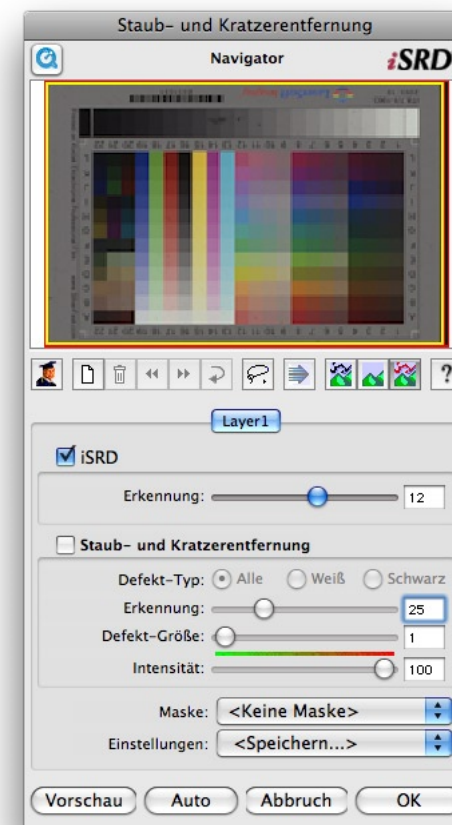 Staub- und Kratzerentfernung
Navigator
iSRD
?
Layer1
iSRD
Erkennung: 12
Staub- und Kratzerentfernung
Defekt-Typ: Alle Weiß Schwarz
Erkennung: 25
Defekt-Größe: 1
Intensität: 100
Maske: <Keine Maske>
Einstellungen: <Speichern...>
Vorschau Auto Abbruch OK